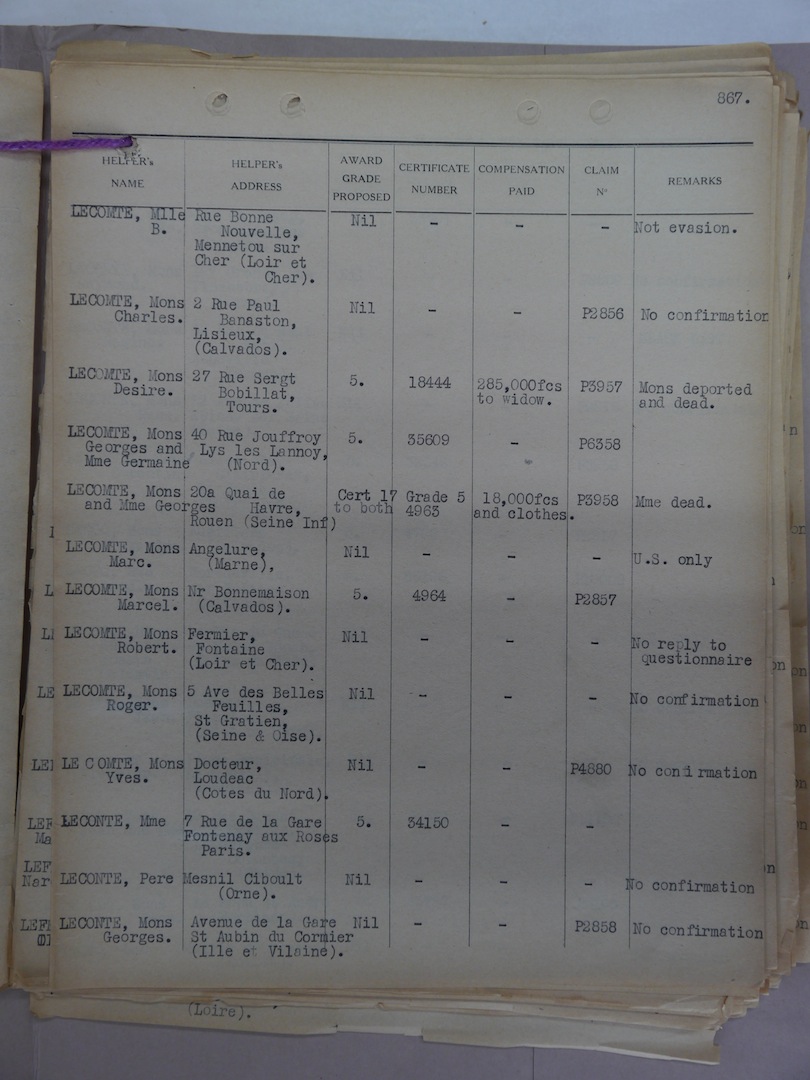 867.
HELPER's NAME HELPER's ADDRESS AWARD GRADE PROPOSED CERTIFICATE NUMBER COMPENSATION PAID CLAIM N° REMARKS
LECOMTE, Mlle Rue Bonne Nil - - - Not evasion.
B. Nouvelle,
Mennetou sur
Cher (Loir et
Cher).
LECOMTE, Mons 2 Rue Paul Nil - - P2856 No confirmation
Charles. Banaston,
Lisieux,
(Calvados).
LECOMTE, Mons 27 Rue Sergt 5. 18444 285,000fcs P3957 Mons deported
Desire. Bobillat, to widow. and dead.
Tours.
LECOMTE, Mons 40 Rue Jouffroy 5. 35609 - P6358
Georges and Lys les Lannoy,
Mme Germaine (Nord).
LECOMTE, Mons 20a Quai de Cert 17 Grade 5 18,000fcs P3958 Mme dead.
and Mme Georges Havre, to both 4963 and clothes.
Rouen (Seine Inf)
LECOMTE, Mons Angelure, Nil - - - U.S. only
Marc. (Marne),
LECOMTE, Mons Nr Bonnemaison 5. 4964 - P2857
Marcel. (Calvados).
LECOMTE, Mons Fermier, Nil - - - No reply to
Robert. Fontaine questionnaire
(Loir et Cher).
LECOMTE, Mons 5 Ave des Belles Nil - - - No confirmation
Roger. Feuilles,
St Gratien,
(Seine & Oise).
LE COMTE, Mons Docteur, Nil - - P4880 No confirmation
Yves. Loudeac
(Cotes du Nord).
LECONTE, Mme 7 Rue de la Gare 5. 34150 - -
Fontenay aux Roses
Paris.
LECONTE, Pere Mesnil Ciboult Nil - - - No confirmation
(Orne).
LECONTE, Mons Avenue de la Gare Nil - - P2858 No confirmation
Georges. St Aubin du Cormier
(Ille et Vilaine).
(Loire).